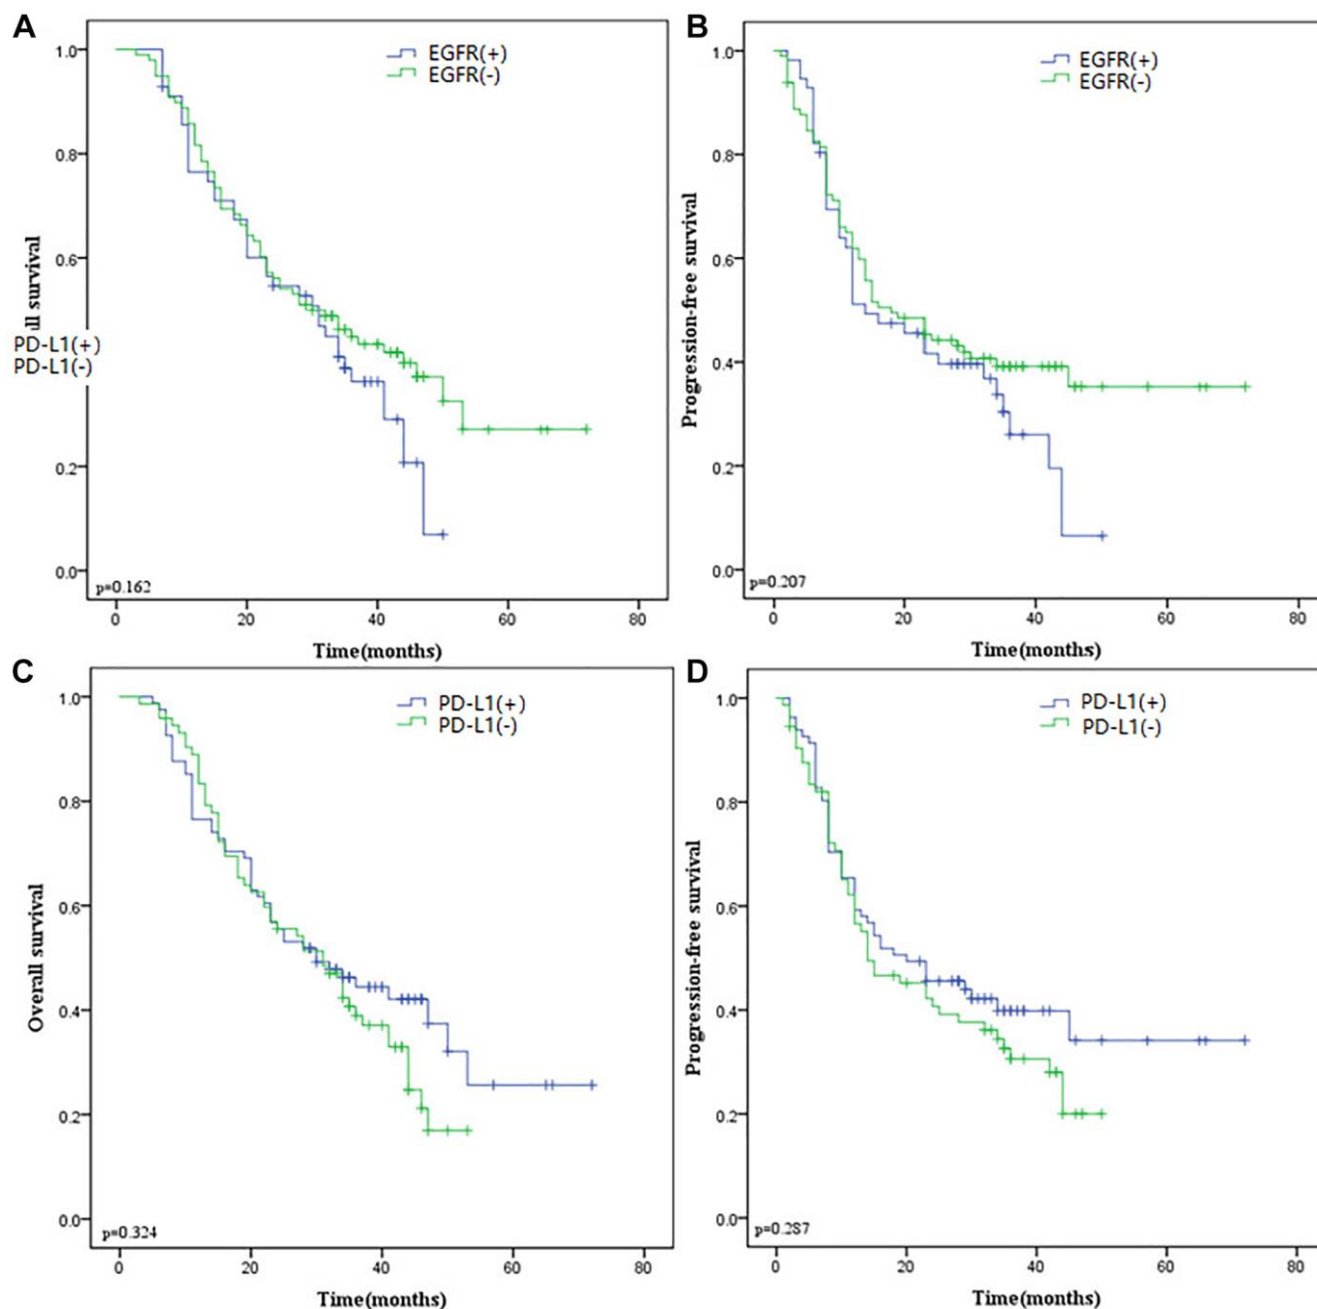 A
EGFR(+)
EGFR(-)
1.0
0.8
0.6
0.2
0.0
ll survival
PD-L1(+)
PD-L1(-)
p=0.162
0 20 40 60 80
Time(months)
B
EGFR(+)
EGFR(-)
1.0
0.8
0.6
0.4
0.2
0.0
Progression-free survival
p=0.207
0 20 40 60 80
Time(months)
C
PD-L1(+)
PD-L1(-)
1.0
0.8
0.6
0.4
0.2
0.0
Overall survival
p=0.324
0 20 40 60 80
Time(months)
D
PD-L1(+)
PD-L1(-)
1.0
0.8
0.6
0.4
0.2
0.0
Progression-free survival
p=0.287
0 20 40 60 80
Time(months)